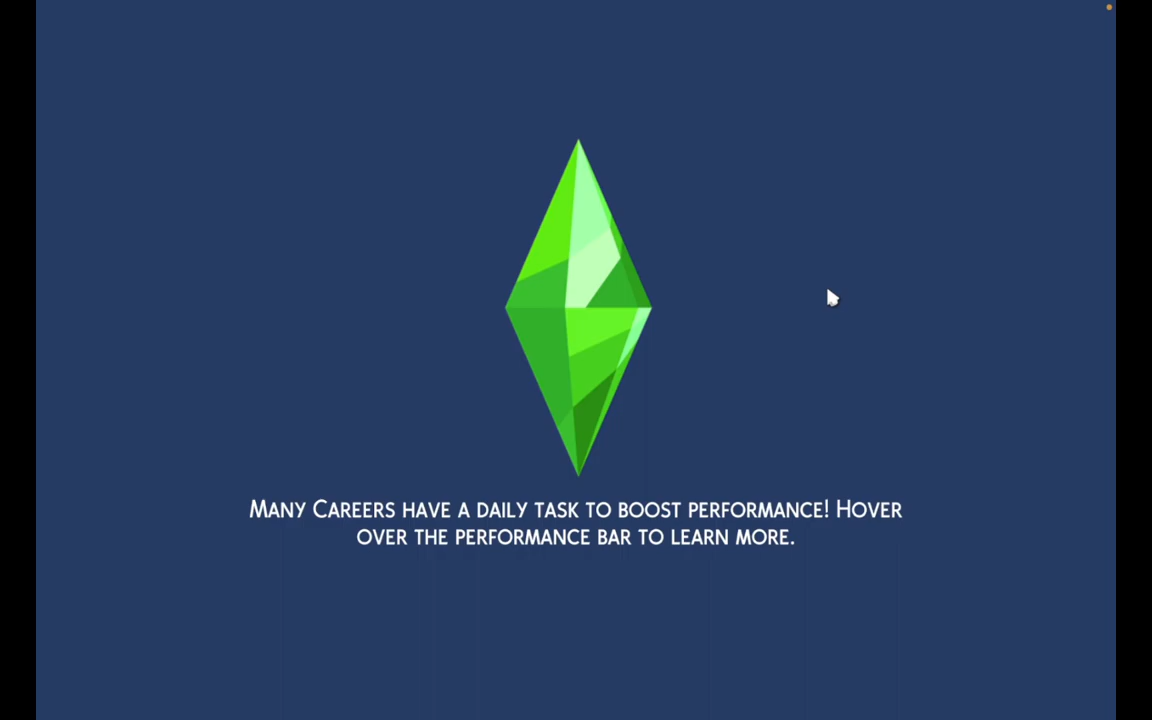 Many Careers have a daily task to boost performance! Hover
over the performance bar to learn more.